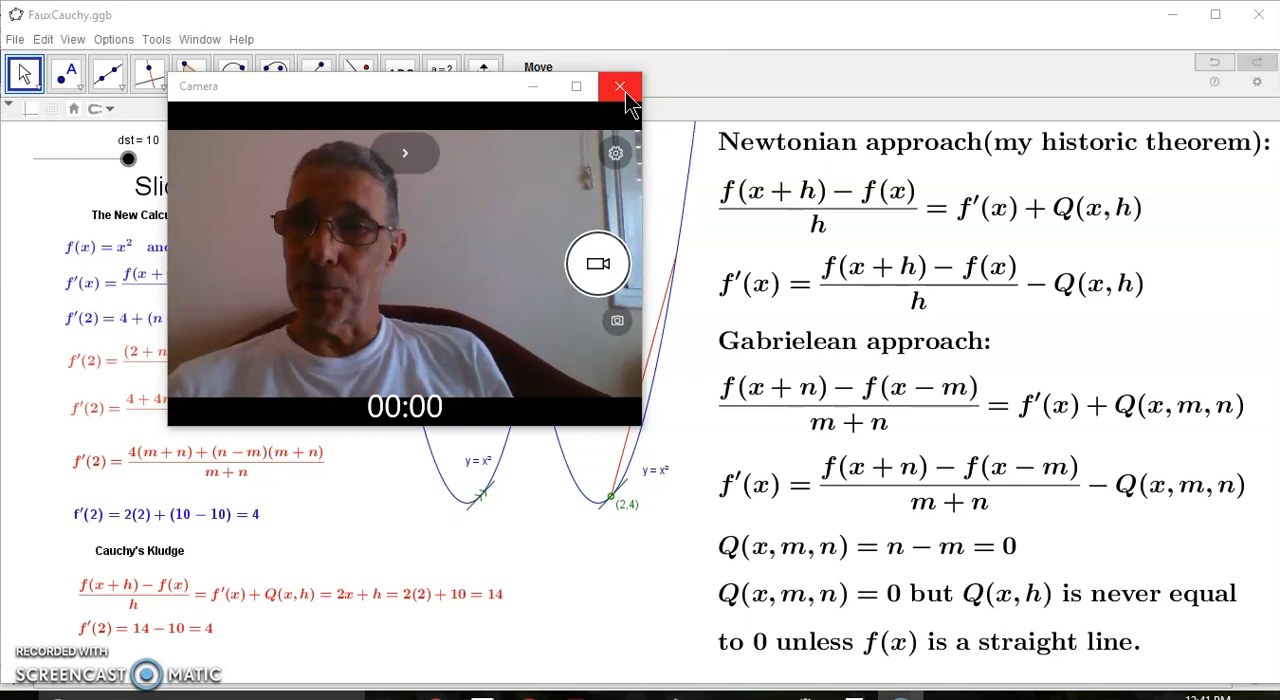 FauxCauchy.ggb
File Edit View Options Tools Window Help
Move
Camera
00:00
dst = 10
The New Calcu
f(x) = x² and
f'(x) = f(x +
f'(2) = 4 + (n
f'(2) = (2 + n
f'(2) = 4 + 4
f'(2) = 4(m + n) + (n − m)(m + n) / m + n
f'(2) = 2(2) + (10 − 10) = 4
Cauchy's Kludge
f(x + h) − f(x) / h = f'(x) + Q(x, h) = 2x + h = 2(2) + 10 = 14
f'(2) = 14 − 10 = 4
y = x²
y = x²
(2,4)
Newtonian approach(my historic theorem):
f(x + h) − f(x) / h = f'(x) + Q(x, h)
f'(x) = f(x + h) − f(x) / h − Q(x, h)
Gabrielean approach:
f(x + n) − f(x − m) / m + n = f'(x) + Q(x, m, n)
f'(x) = f(x + n) − f(x − m) / m + n − Q(x, m, n)
Q(x, m, n) = n − m = 0
Q(x, m, n) = 0 but Q(x, h) is never equal
to 0 unless f(x) is a straight line.
RECORDED WITH
SCREENCAST MATIC